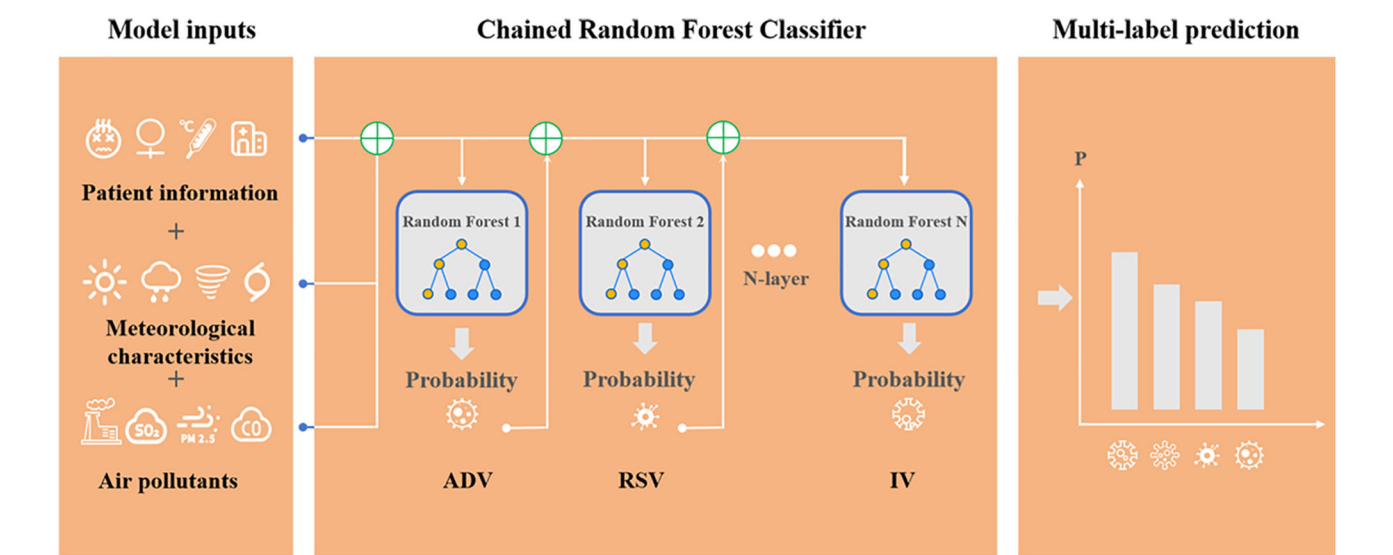 Model inputs
Chained Random Forest Classifier
Multi-label prediction
°C
Patient information
+
Meteorological
characteristics
+
SO₂
PM 2.5
CO
Air pollutants
Random Forest 1
Random Forest 2
N-layer
Random Forest N
Probability
Probability
Probability
ADV
RSV
IV
P